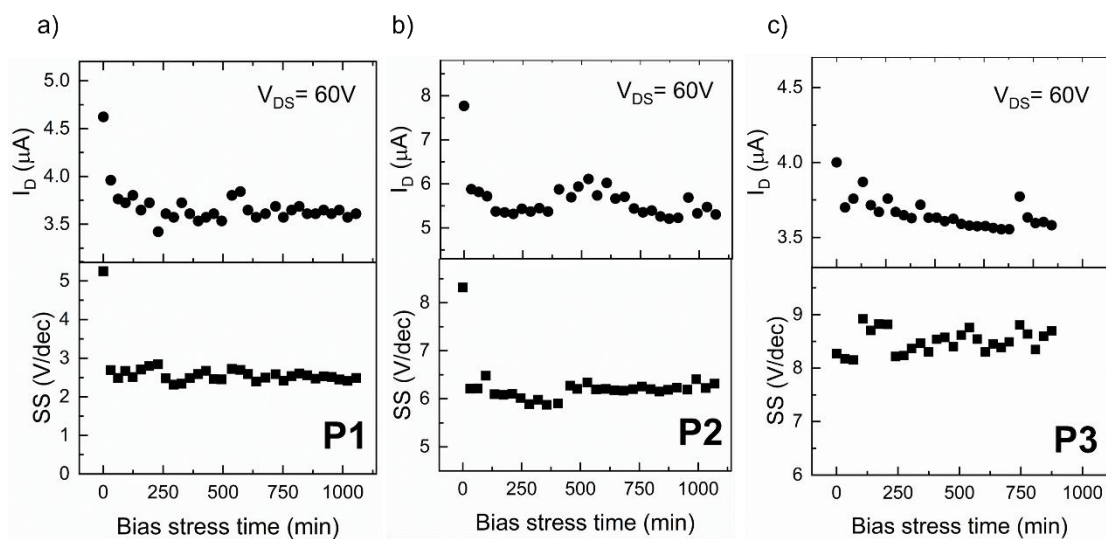 a)
5.0
4.5
4.0
3.5
I_D (μA)
V_DS= 60V
5
4
3
2
1
0
SS (V/dec)
P1
0 250 500 750 1000
Bias stress time (min)
b)
8
7
6
5
I_D (μA)
V_DS= 60V
8
7
6
5
SS (V/dec)
P2
0 250 500 750 1000
Bias stress time (min)
c)
4.5
4.0
3.5
I_D (μA)
V_DS= 60V
9
8
7
6
SS (V/dec)
P3
0 250 500 750 1000
Bias stress time (min)